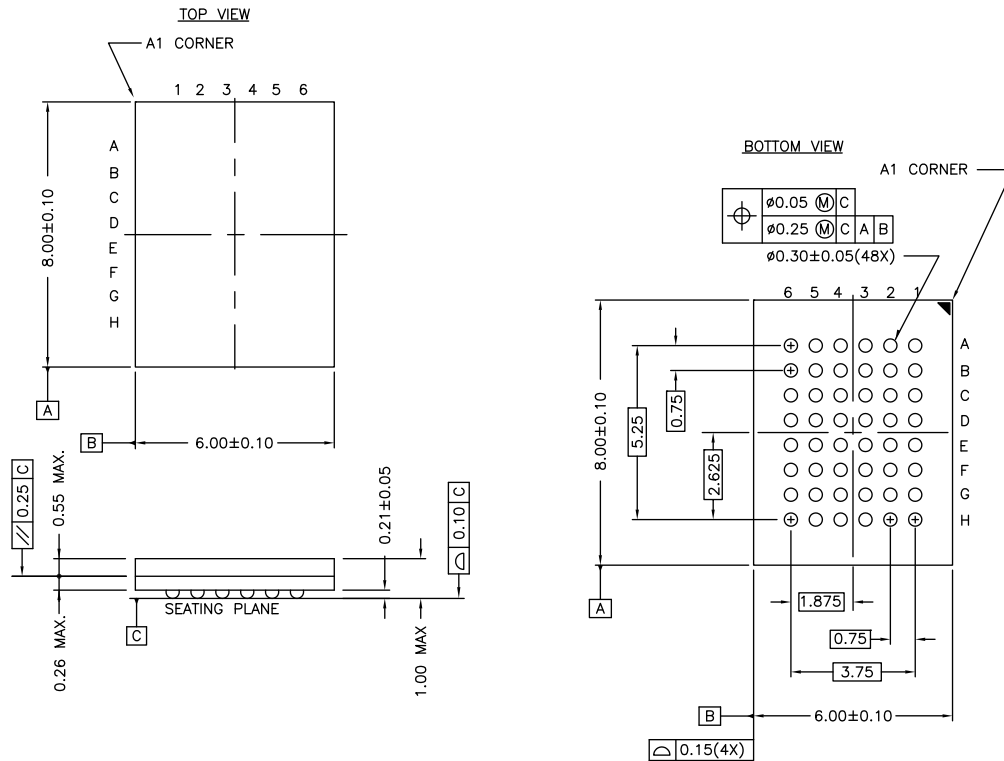 TOP VIEW
A1 CORNER
1 2 3 4 5 6
A
B
C
D
E
F
G
H
8.00±0.10
A
B
6.00±0.10
// 0.25 C
0.55 MAX.
0.21±0.05
⌓ 0.10 C
SEATING PLANE
C
0.26 MAX.
1.00 MAX
BOTTOM VIEW
A1 CORNER
⌖ ø0.05 Ⓜ C
ø0.25 Ⓜ C A B
ø0.30±0.05(48X)
6 5 4 3 2 1
A
B
C
D
E
F
G
H
8.00±0.10
5.25
0.75
2.625
A
1.875
0.75
3.75
B
6.00±0.10
⌓ 0.15(4X)